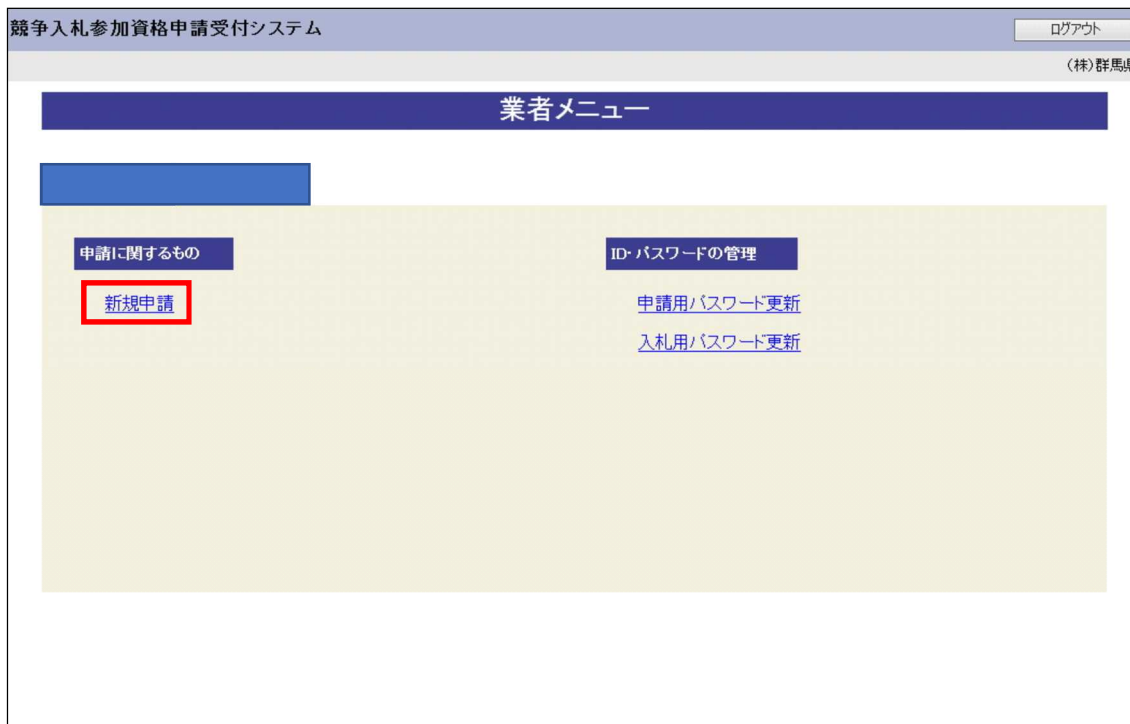 競争入札参加資格申請受付システム
ログアウト
(株)群馬県
業者メニュー
申請に関するもの
ID・パスワードの管理
新規申請
申請用パスワード更新
入札用パスワード更新